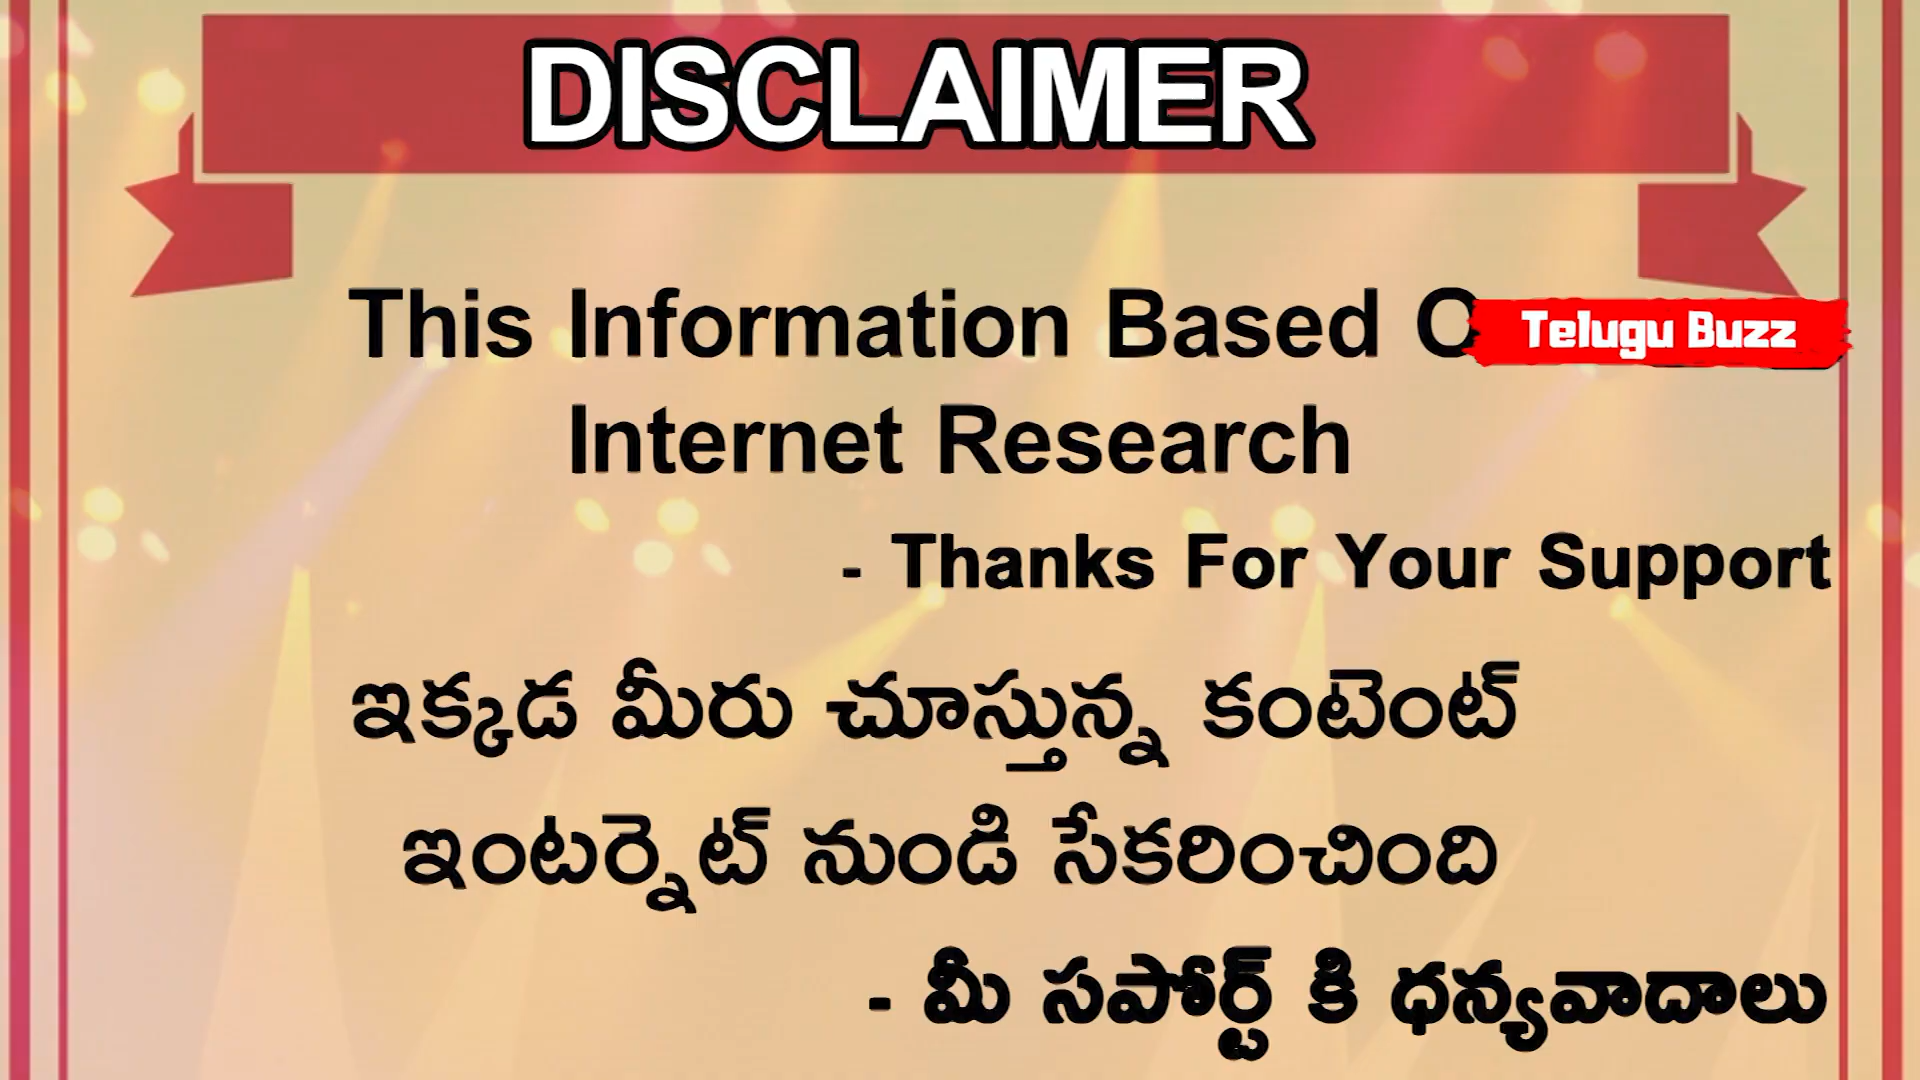 DISCLAIMER
This Information Based
Telugu Buzz
Internet Research
- Thanks For Your Support
ఇక్కడ మీరు చూస్తున్న కంటెంట్
ఇంటర్నెట్ నుండి సేకరించింది
- మీ సపోర్ట్ కి ధన్యవాదాలు